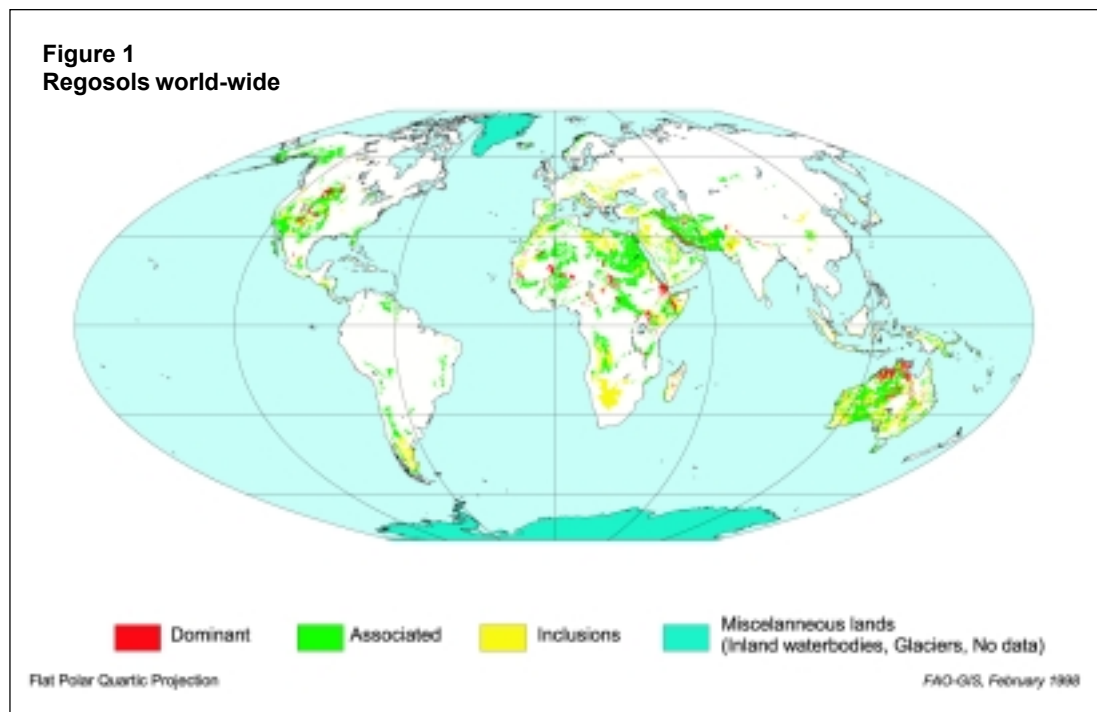 Figure 1
Regosols world-wide
Dominant
Associated
Inclusions
Miscelanneous lands
(Inland waterbodies, Glaciers, No data)
Flat Polar Quartic Projection
FAO-GIS, February 1998